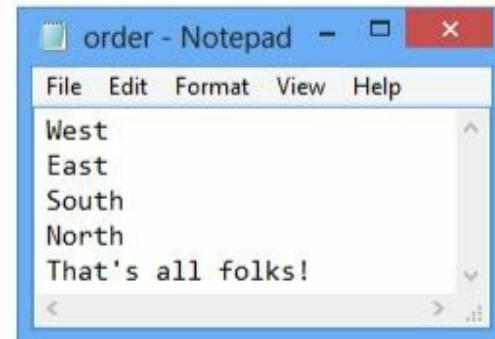 order - Notepad
File Edit Format View Help
West
East
South
North
That's all folks!